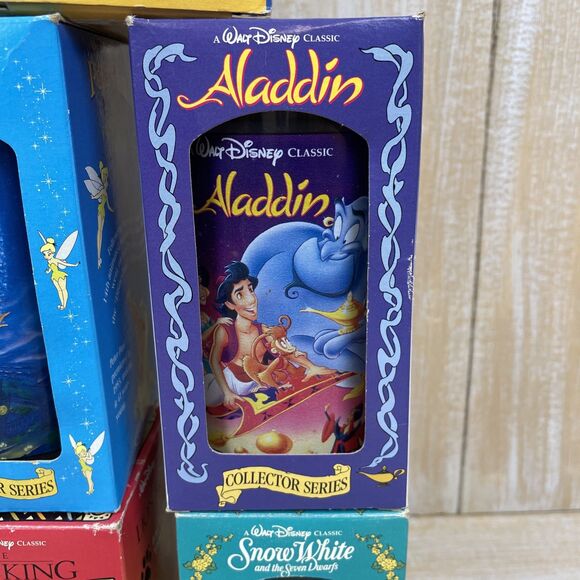 A Walt Disney Classic
Aladdin
Walt Disney Classic
Aladdin
COLLECTOR SERIES
R SERIES
Disney Classic
KING
A Walt Disney Classic
Snow White
and the Seven Dwarfs